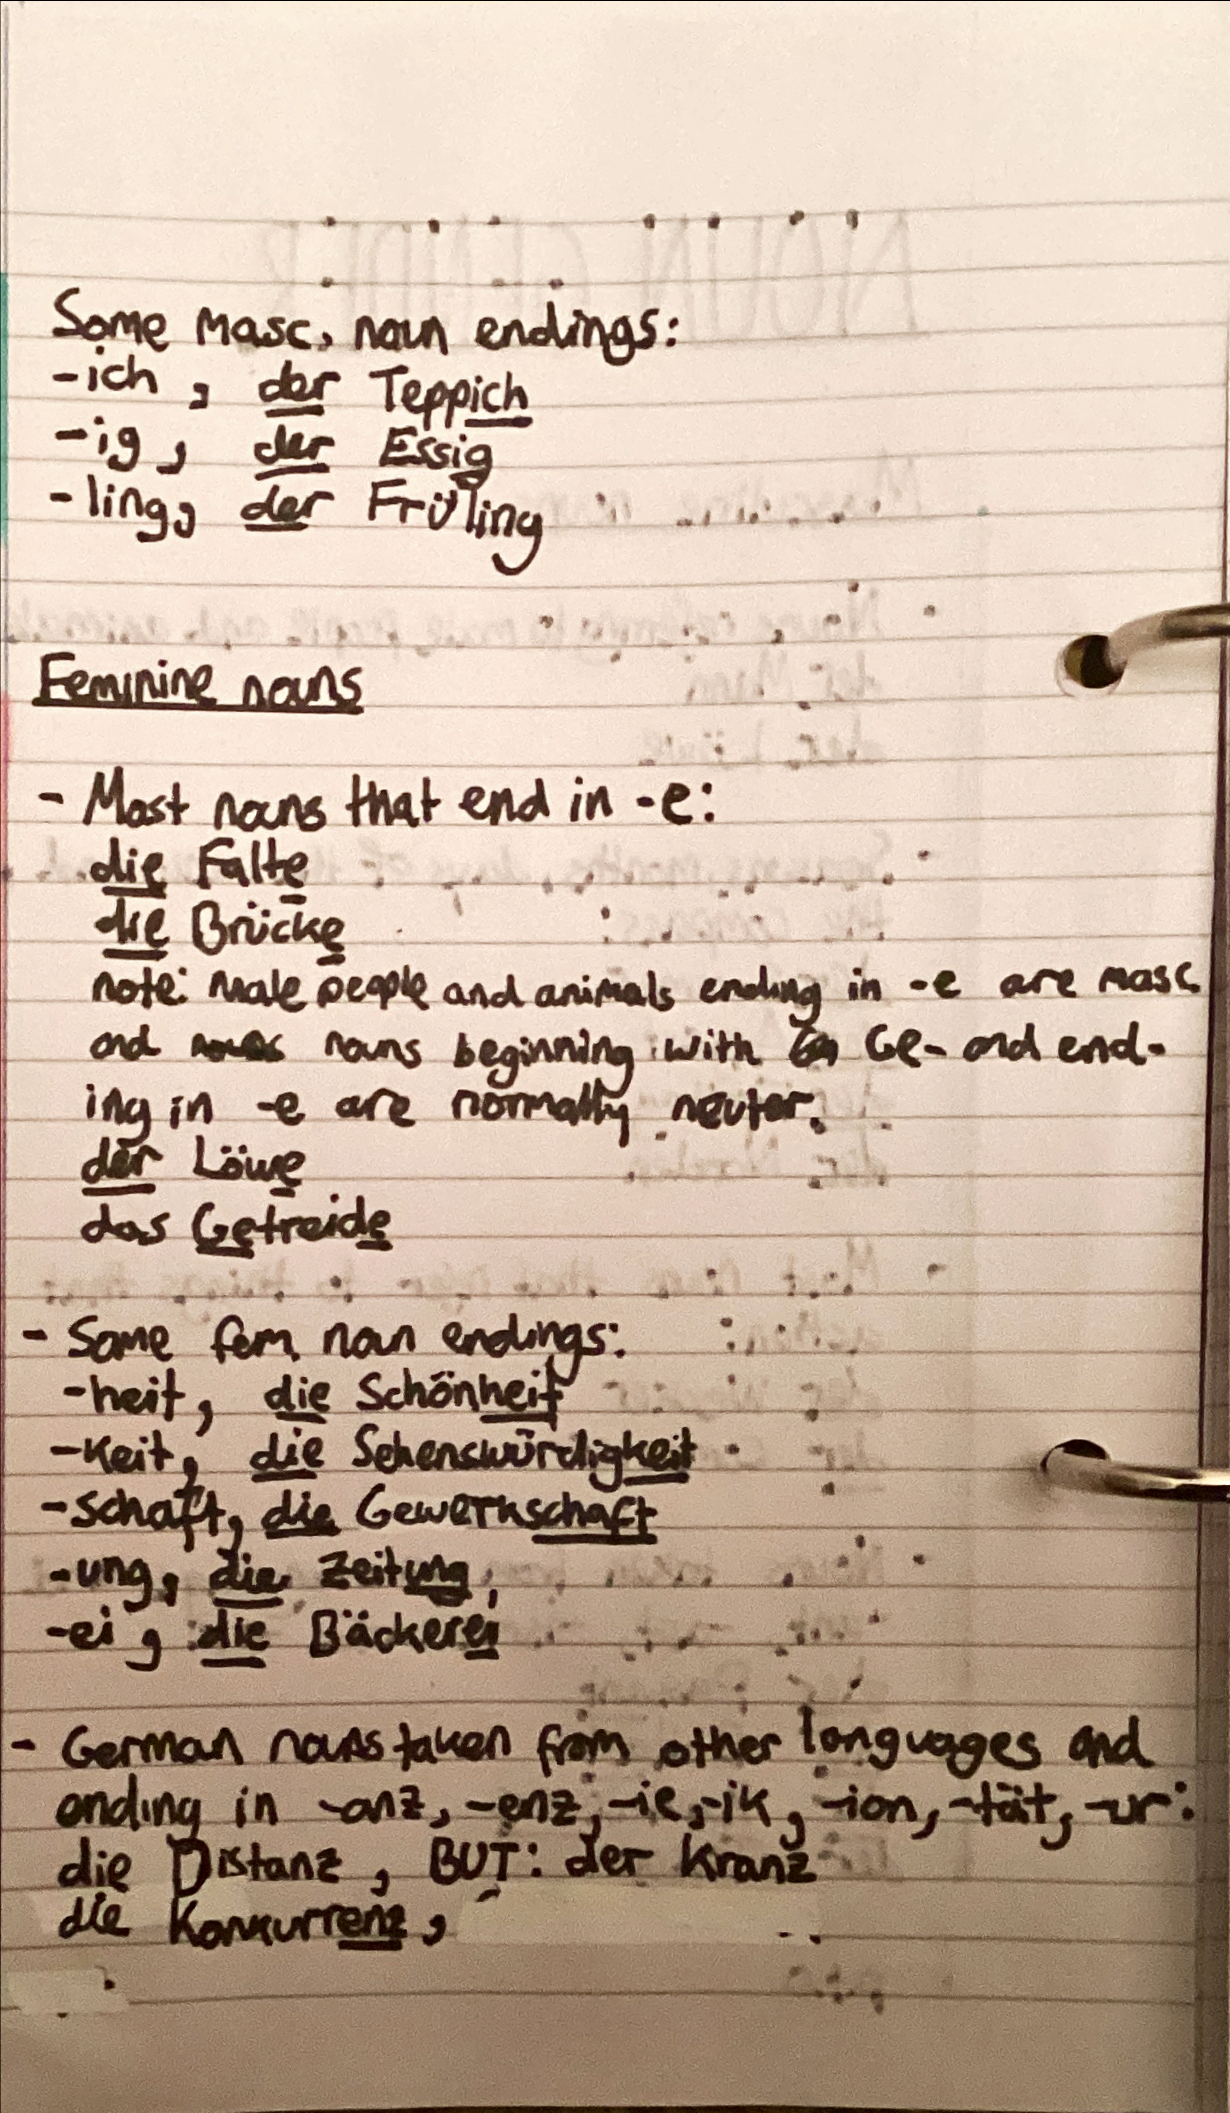 Some masc. noun endings:
-ich, der Teppich
-ig, der Essig
-ling, der Früling
Feminine nouns
- Most nouns that end in -e:
die Falte
die Brücke
note: male people and animals ending in -e are masc
and nouns beginning with Ge- and end-
ing in -e are normally neuter.
der Löwe
das Getreide
- Some fem. noun endings:
-heit, die Schönheit
-keit, die Sehenswürdigkeit
-schaft, die Gewerkschaft
-ung, die Zeitung,
-ei, die Bäckerei
- German nouns taken from other languages and
ending in -anz, -enz, -ie, -ik, -ion, -tät, -ur:
die Distanz, BUT: der Kranz
die Konkurrenz,